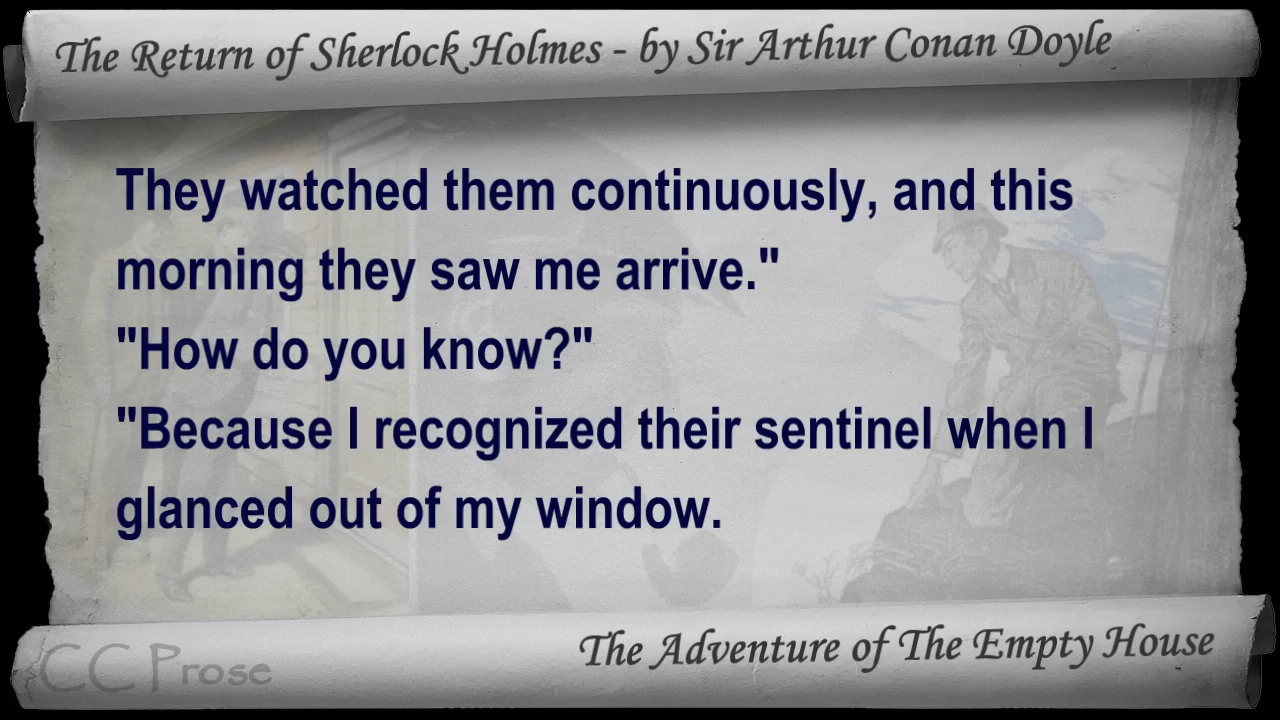 The Return of Sherlock Holmes - by Sir Arthur Conan Doyle
They watched them continuously, and this
morning they saw me arrive."
"How do you know?"
"Because I recognized their sentinel when I
glanced out of my window.
The Adventure of The Empty House
CC Prose